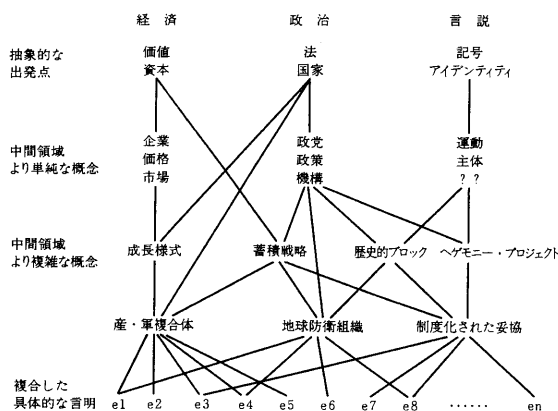 経済 政治 言説
抽象的な 価値 法 記号
出発点 資本 国家 アイデンティティ
企業 政党 運動
中間領域 価格 政策 主体
より単純な概念 市場 機構 ??
中間領域
より複雑な概念 成長様式 蓄積戦略 歴史的ブロック ヘゲモニー・プロジェクト
産・軍複合体 地球防衛組織 制度化された妥協
複合した
具体的な言明 e1 e2 e3 e4 e5 e6 e7 e8 …… en